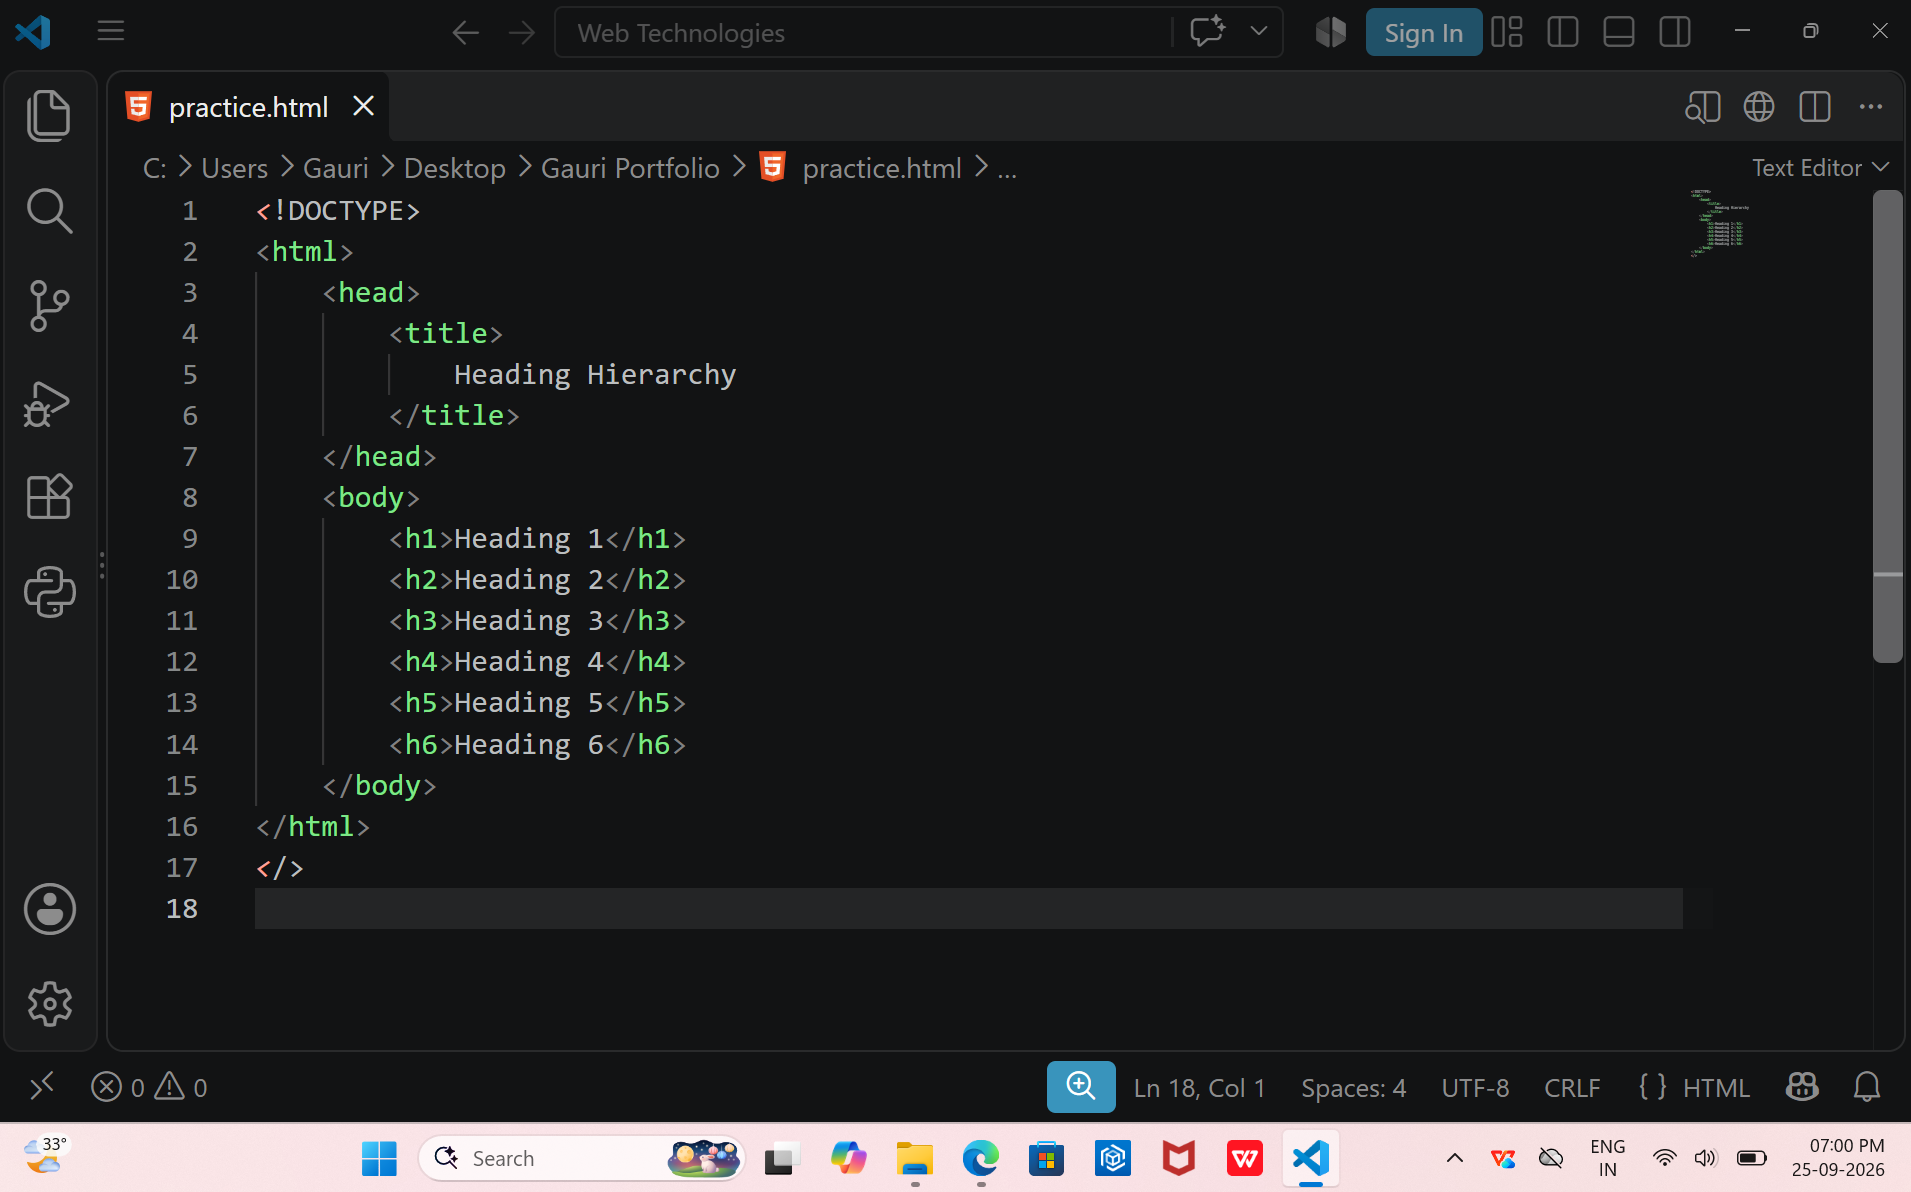 Web Technologies
Sign In
practice.html
C: > Users > Gauri > Desktop > Gauri Portfolio > practice.html > ...
Text Editor
1 <!DOCTYPE>
2 <html>
3     <head>
4         <title>
5             Heading Hierarchy
6         </title>
7     </head>
8     <body>
9         <h1>Heading 1</h1>
10         <h2>Heading 2</h2>
11         <h3>Heading 3</h3>
12         <h4>Heading 4</h4>
13         <h5>Heading 5</h5>
14         <h6>Heading 6</h6>
15     </body>
16 </html>
17 </>
18
0 0
Ln 18, Col 1
Spaces: 4
UTF-8
CRLF
{ } HTML
33°
Search
ENG
IN
07:00 PM
25-09-2026